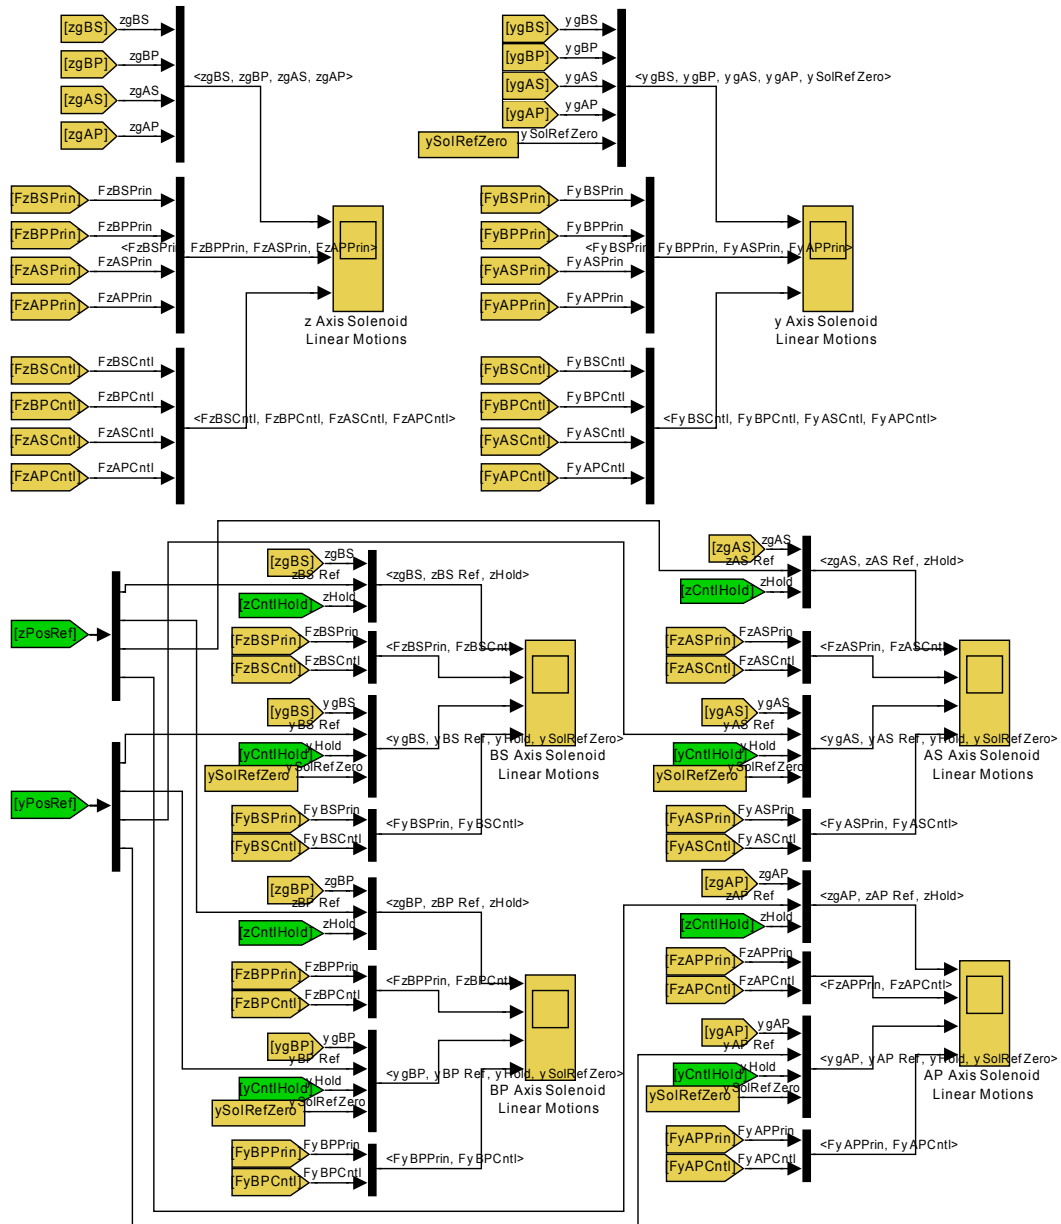 [zgBS] zgBS
[zgBP] zgBP
[zgAS] zgAS
[zgAP] zgAP
<zgBS, zgBP, zgAS, zgAP>
[FzBSPrin] FzBSPrin
[FzBPPrin] FzBPPrin
<FzBSPrin, FzBPPrin, FzASPrin, FzAPPrin>
[FzASPrin] FzASPrin
[FzAPPrin] FzAPPrin
z Axis Solenoid
Linear Motions
[FzBSCntl] FzBSCntl
[FzBPCntl] FzBPCntl
<FzBSCntl, FzBPCntl, FzASCntl, FzAPCntl>
[FzASCntl] FzASCntl
[FzAPCntl] FzAPCntl
[ygBS] ygBS
[ygBP] ygBP
[ygAS] ygAS
[ygAP] ygAP
ySolRefZero ySolRefZero
<ygBS, ygBP, ygAS, ygAP, ySolRefZero>
[FyBSPrin] FyBSPrin
[FyBPPrin] FyBPPrin
<FyBSPrin, FyBPPrin, FyASPrin, FyAPPrin>
[FyASPrin] FyASPrin
[FyAPPrin] FyAPPrin
y Axis Solenoid
Linear Motions
[FyBSCntl] FyBSCntl
[FyBPCntl] FyBPCntl
<FyBSCntl, FyBPCntl, FyASCntl, FyAPCntl>
[FyASCntl] FyASCntl
[FyAPCntl] FyAPCntl
[zPosRef]
[yPosRef]
[zgBS] zgBS
zBS Ref
[zCntlHold] zHold
<zgBS, zBS Ref, zHold>
[FzBSPrin] FzBSPrin
[FzBSCntl] FzBSCntl
<FzBSPrin, FzBSCntl>
[ygBS] ygBS
yBS Ref
[yCntlHold] yHold
ySolRefZero ySolRefZero
<ygBS, yBS Ref, yHold, ySolRefZero>
BS Axis Solenoid
Linear Motions
[FyBSPrin] FyBSPrin
[FyBSCntl] FyBSCntl
<FyBSPrin, FyBSCntl>
[zgAS] zgAS
zAS Ref
[zCntlHold] zHold
<zgAS, zAS Ref, zHold>
[FzASPrin] FzASPrin
[FzASCntl] FzASCntl
<FzASPrin, FzASCntl>
[ygAS] ygAS
yAS Ref
[yCntlHold] yHold
ySolRefZero ySolRefZero
<ygAS, yAS Ref, yHold, ySolRefZero>
AS Axis Solenoid
Linear Motions
[FyASPrin] FyASPrin
[FyASCntl] FyASCntl
<FyASPrin, FyASCntl>
[zgBP] zgBP
zBP Ref
[zCntlHold] zHold
<zgBP, zBP Ref, zHold>
[FzBPPrin] FzBPPrin
[FzBPCntl] FzBPCntl
<FzBPPrin, FzBPCntl>
[ygBP] ygBP
yBP Ref
[yCntlHold] yHold
ySolRefZero ySolRefZero
<ygBP, yBP Ref, yHold, ySolRefZero>
BP Axis Solenoid
Linear Motions
[FyBPPrin] FyBPPrin
[FyBPCntl] FyBPCntl
<FyBPPrin, FyBPCntl>
[zgAP] zgAP
zAP Ref
[zCntlHold] zHold
<zgAP, zAP Ref, zHold>
[FzAPPrin] FzAPPrin
[FzAPCntl] FzAPCntl
<FzAPPrin, FzAPCntl>
[ygAP] ygAP
yAP Ref
[yCntlHold] yHold
ySolRefZero ySolRefZero
<ygAP, yAP Ref, yHold, ySolRefZero>
AP Axis Solenoid
Linear Motions
[FyAPPrin] FyAPPrin
[FyAPCntl] FyAPCntl
<FyAPPrin, FyAPCntl>